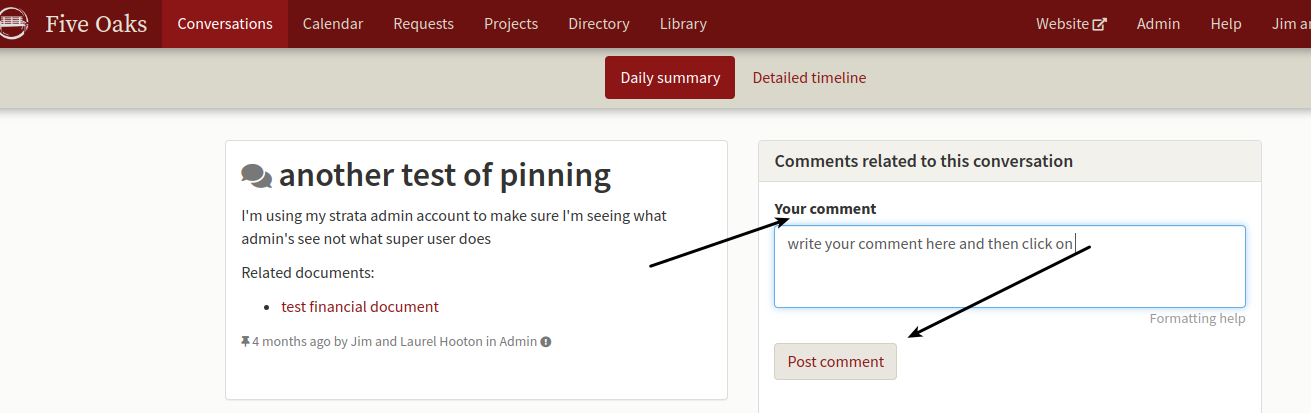 Five Oaks Conversations Calendar Requests Projects Directory Library Website Admin Help Jim
Daily summary Detailed timeline
another test of pinning
I'm using my strata admin account to make sure I'm seeing what
admin's see not what super user does
Related documents:
test financial document
4 months ago by Jim and Laurel Hooton in Admin
Comments related to this conversation
Your comment
write your comment here and then click on
Formatting help
Post comment